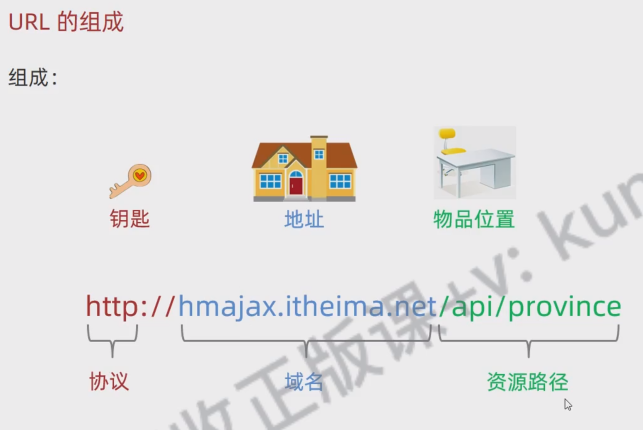 URL 的组成
组成：
钥匙 地址 物品位置
http://hmajax.itheima.net/api/province
协议 域名 资源路径
收正版课+v: kun